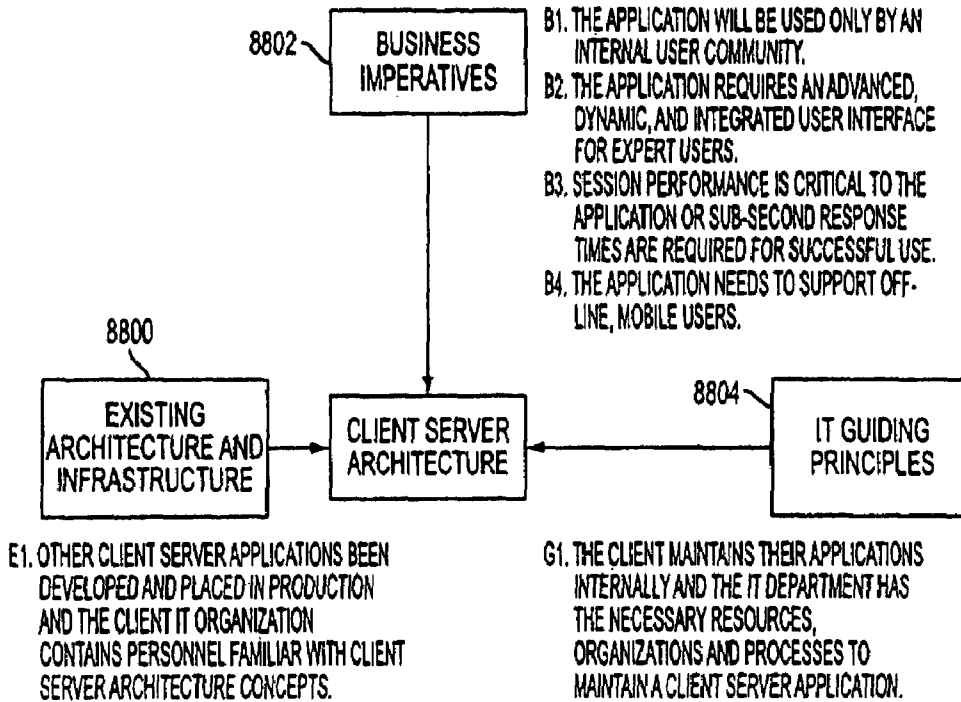 8802
BUSINESS
IMPERATIVES
B1. THE APPLICATION WILL BE USED ONLY BY AN
INTERNAL USER COMMUNITY.
B2. THE APPLICATION REQUIRES AN ADVANCED,
DYNAMIC, AND INTEGRATED USER INTERFACE
FOR EXPERT USERS.
B3. SESSION PERFORMANCE IS CRITICAL TO THE
APPLICATION OR SUB-SECOND RESPONSE
TIMES ARE REQUIRED FOR SUCCESSFUL USE.
B4. THE APPLICATION NEEDS TO SUPPORT OFF-
LINE, MOBILE USERS.
8800
EXISTING
ARCHITECTURE AND
INFRASTRUCTURE
CLIENT SERVER
ARCHITECTURE
8804
IT GUIDING
PRINCIPLES
E1. OTHER CLIENT SERVER APPLICATIONS BEEN
DEVELOPED AND PLACED IN PRODUCTION
AND THE CLIENT IT ORGANIZATION
CONTAINS PERSONNEL FAMILIAR WITH CLIENT
SERVER ARCHITECTURE CONCEPTS.
G1. THE CLIENT MAINTAINS THEIR APPLICATIONS
INTERNALLY AND THE IT DEPARTMENT HAS
THE NECESSARY RESOURCES,
ORGANIZATIONS AND PROCESSES TO
MAINTAIN A CLIENT SERVER APPLICATION.